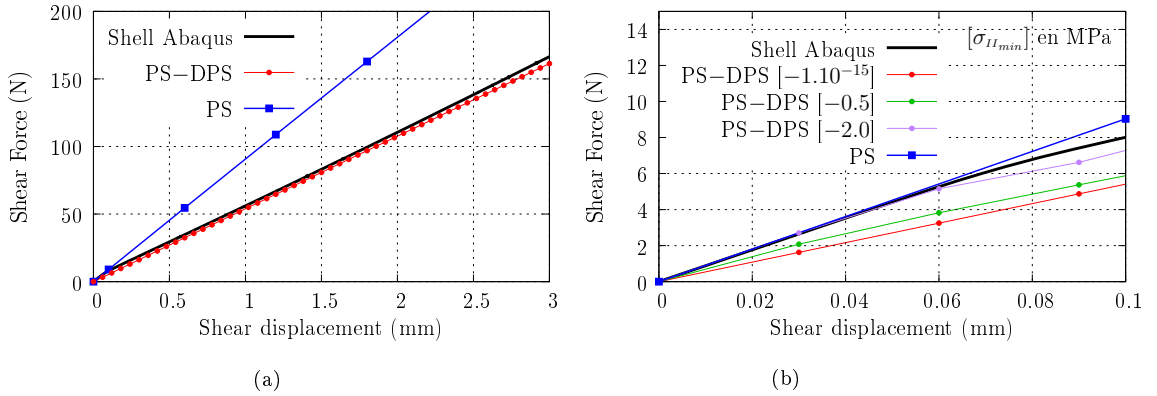 Shear Force (N)
200
150
100
50
0
Shell Abaqus
PS−DPS
PS
0 0.5 1 1.5 2 2.5 3
Shear displacement (mm)
(a)
Shear Force (N)
14
12
10
8
6
4
2
0
[σ_{II_{min}}] en MPa
Shell Abaqus
PS−DPS [−1.10^{−15}]
PS−DPS [−0.5]
PS−DPS [−2.0]
PS
0 0.02 0.04 0.06 0.08 0.1
Shear displacement (mm)
(b)